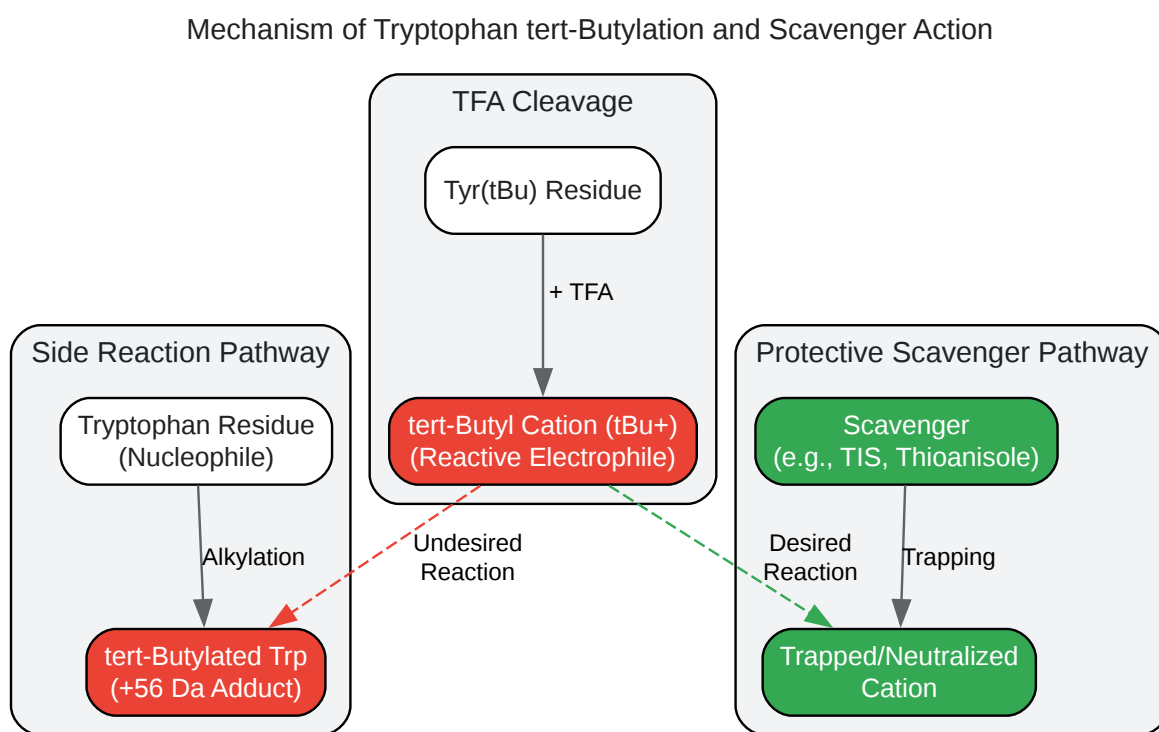 Mechanism of Tryptophan tert-Butylation and Scavenger Action
TFA Cleavage
Tyr(tBu) Residue
+ TFA
Side Reaction Pathway
Protective Scavenger Pathway
Tryptophan Residue
(Nucleophile)
tert-Butyl Cation (tBu+)
(Reactive Electrophile)
Scavenger
(e.g., TIS, Thioanisole)
Alkylation
Undesired
Reaction
Desired
Reaction
Trapping
tert-Butylated Trp
(+56 Da Adduct)
Trapped/Neutralized
Cation